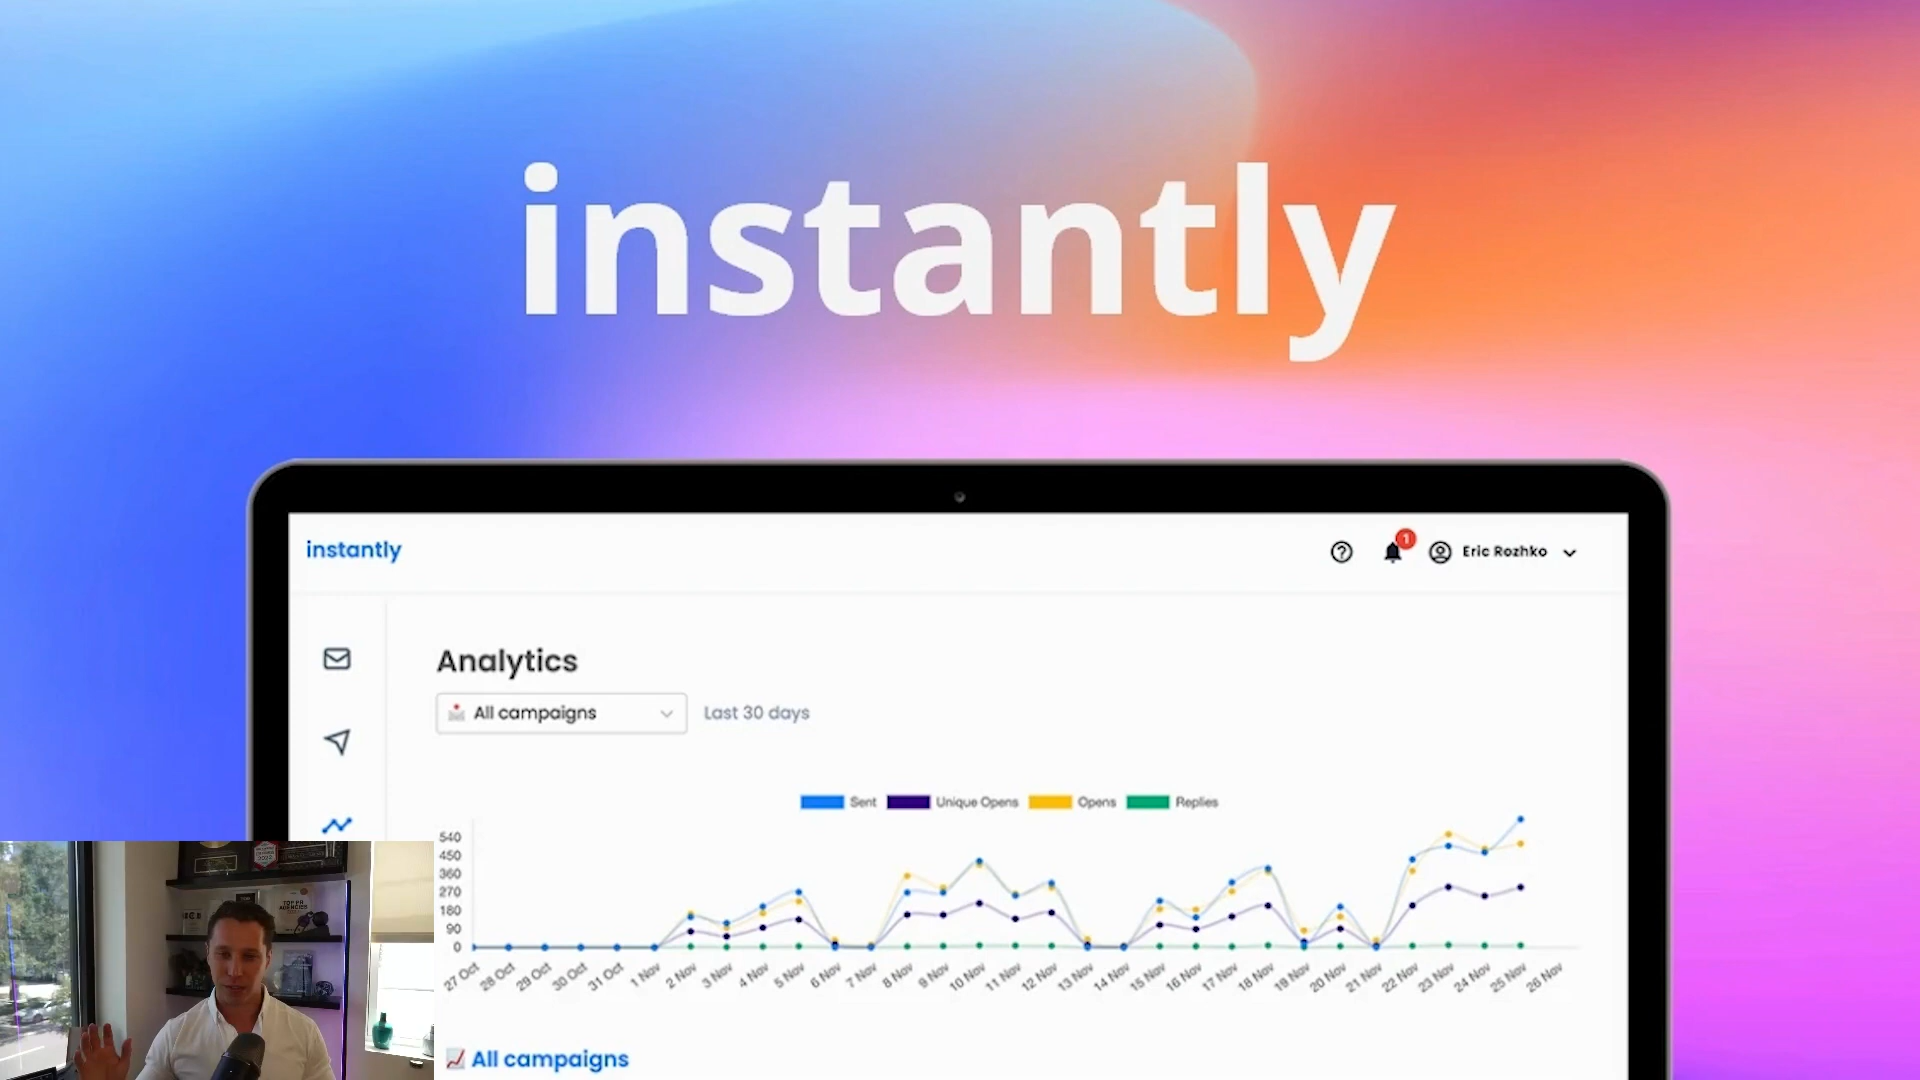 instantly
instantly
1
Eric Rozhko
Analytics
All campaigns
Last 30 days
Sent Unique Opens Opens Replies
540
450
360
270
180
90
0
27 Oct 28 Oct 29 Oct 30 Oct 31 Oct 1 Nov 2 Nov 3 Nov 4 Nov 5 Nov 6 Nov 7 Nov 8 Nov 9 Nov 10 Nov 11 Nov 12 Nov 13 Nov 14 Nov 15 Nov 16 Nov 17 Nov 18 Nov 19 Nov 20 Nov 21 Nov 22 Nov 23 Nov 24 Nov 25 Nov 26 Nov
All campaigns
TOP PR
AGENCIES